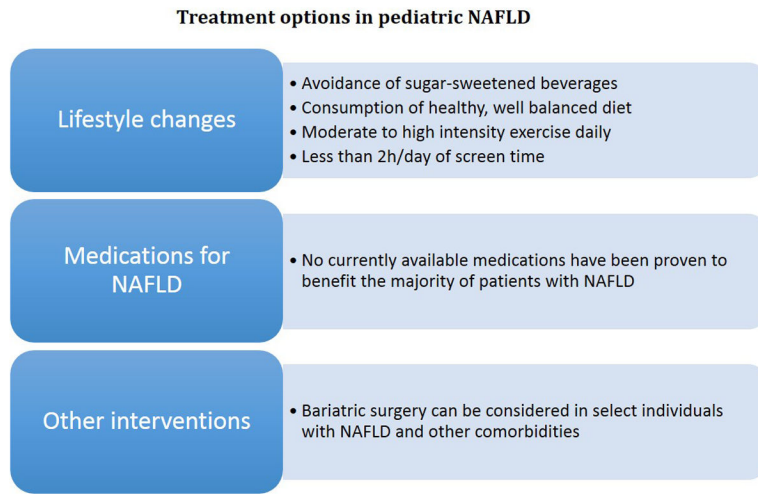 Treatment options in pediatric NAFLD
Lifestyle changes
• Avoidance of sugar-sweetened beverages
• Consumption of healthy, well balanced diet
• Moderate to high intensity exercise daily
• Less than 2h/day of screen time
Medications for
NAFLD
• No currently available medications have been proven to
benefit the majority of patients with NAFLD
Other interventions
• Bariatric surgery can be considered in select individuals
with NAFLD and other comorbidities